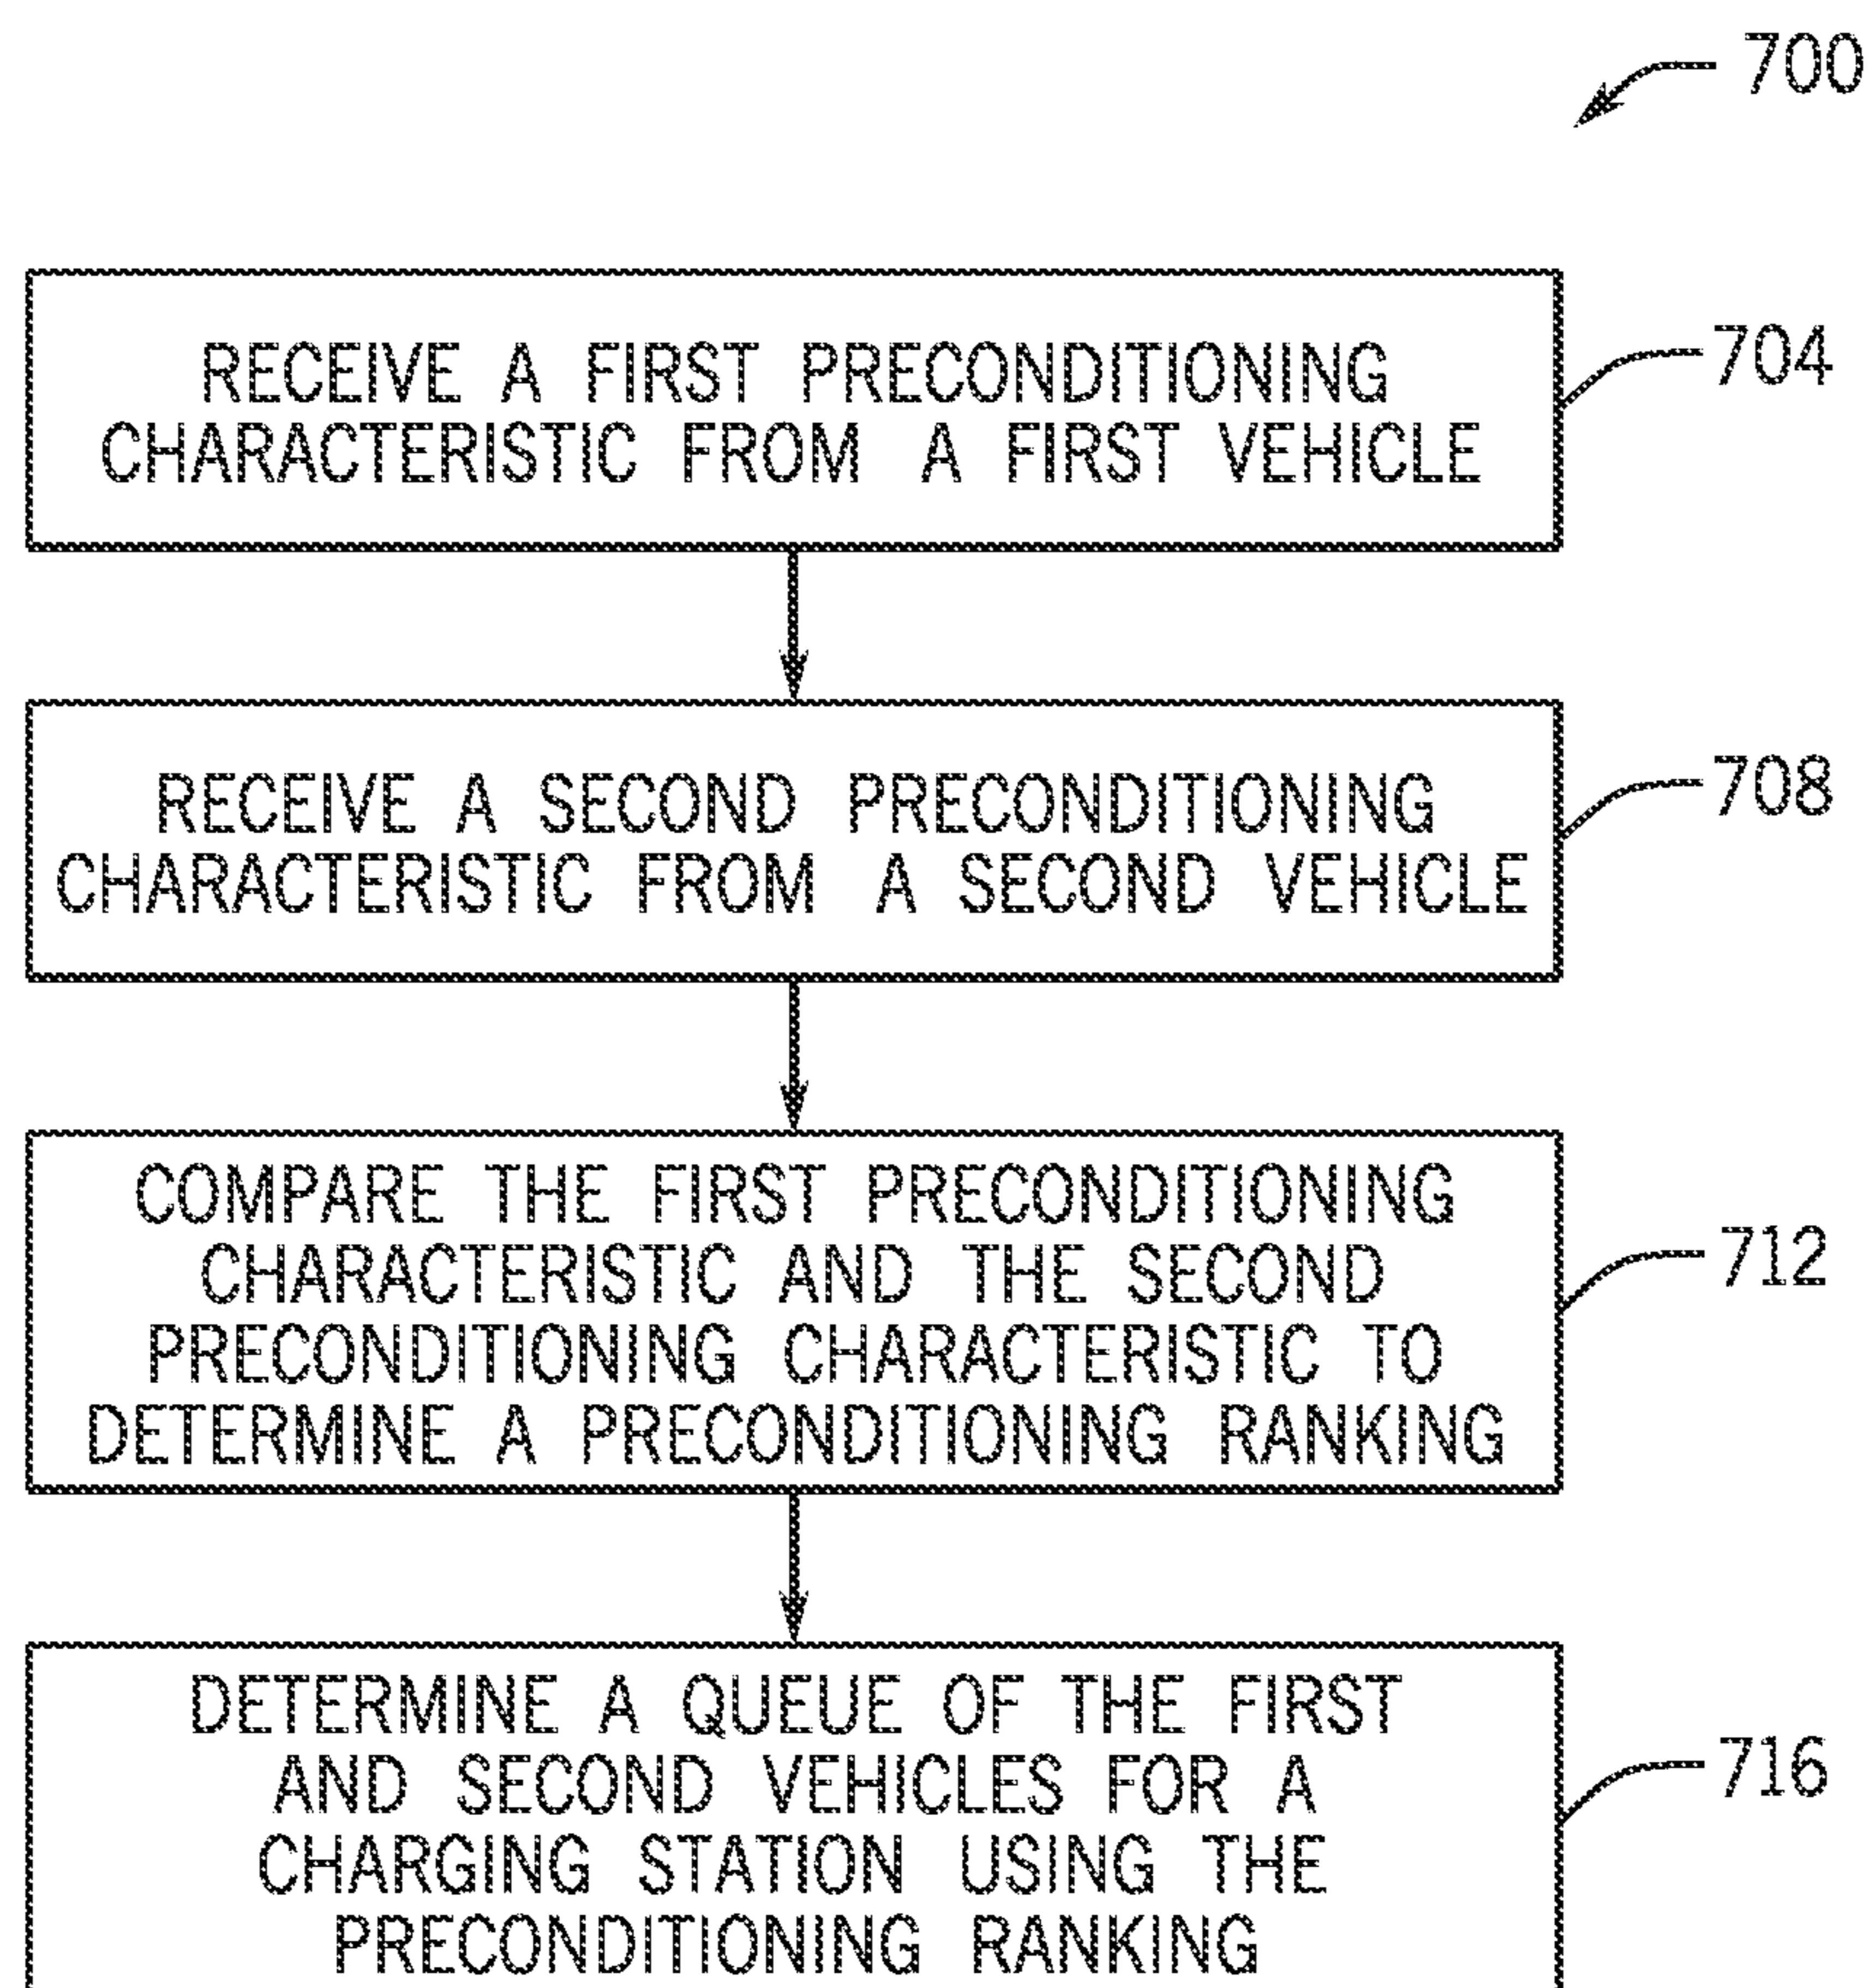 700
RECEIVE A FIRST PRECONDITIONING
CHARACTERISTIC FROM A FIRST VEHICLE
704
RECEIVE A SECOND PRECONDITIONING
CHARACTERISTIC FROM A SECOND VEHICLE
708
COMPARE THE FIRST PRECONDITIONING
CHARACTERISTIC AND THE SECOND
PRECONDITIONING CHARACTERISTIC TO
DETERMINE A PRECONDITIONING RANKING
712
DETERMINE A QUEUE OF THE FIRST
AND SECOND VEHICLES FOR A
CHARGING STATION USING THE
PRECONDITIONING RANKING
716